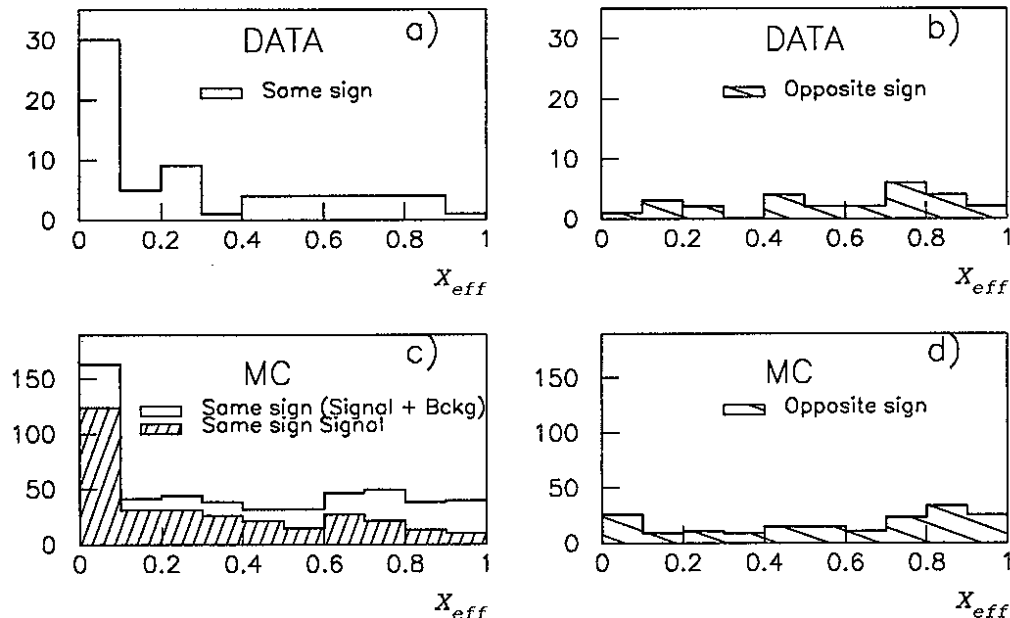 a)
DATA
Same sign
30
20
10
0
0 0.2 0.4 0.6 0.8 1
X_eff
b)
DATA
Opposite sign
30
20
10
0
0 0.2 0.4 0.6 0.8 1
X_eff
c)
MC
Same sign (Signal + Bckg)
Same sign Signal
150
100
50
0
0 0.2 0.4 0.6 0.8 1
X_eff
d)
MC
Opposite sign
150
100
50
0
0 0.2 0.4 0.6 0.8 1
X_eff